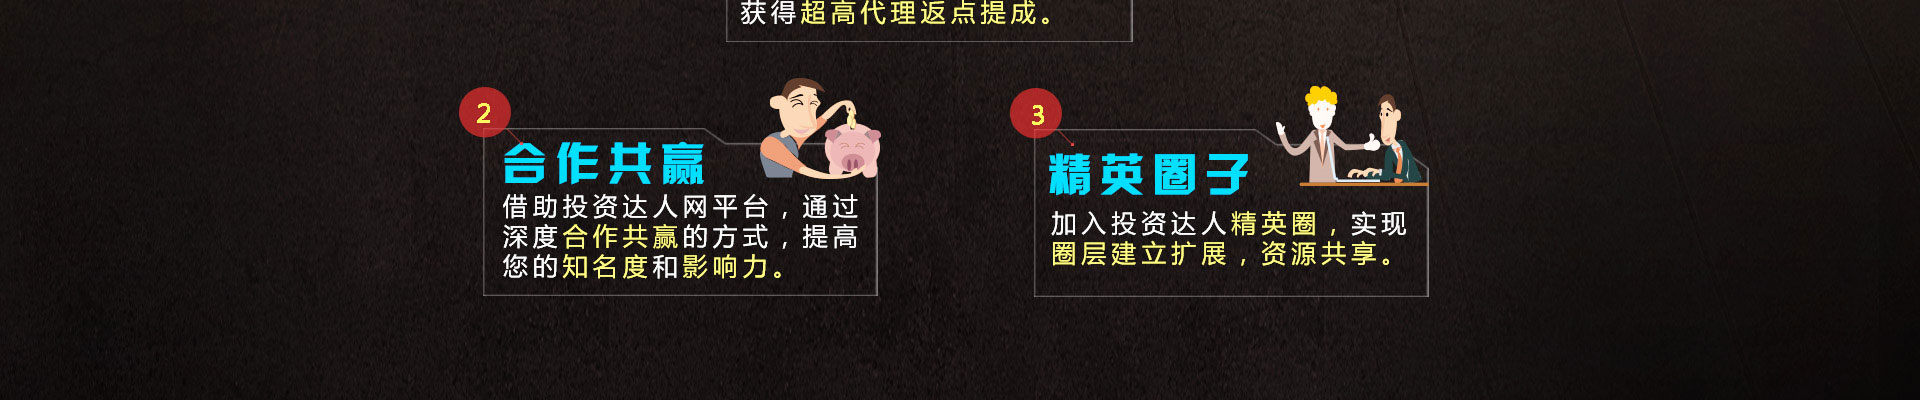 获得超高代理返点提成。
2
合作共赢
借助投资达人网平台，通过
深度合作共赢的方式，提高
您的知名度和影响力。
3
精英圈子
加入投资达人精英圈，实现
圈层建立扩展，资源共享。